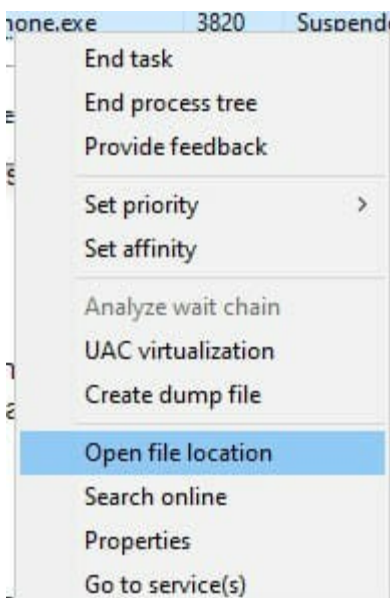 one.exe 3820 Suspend
End task
End process tree
Provide feedback
Set priority
Set affinity
Analyze wait chain
UAC virtualization
Create dump file
Open file location
Search online
Properties
Go to service(s)